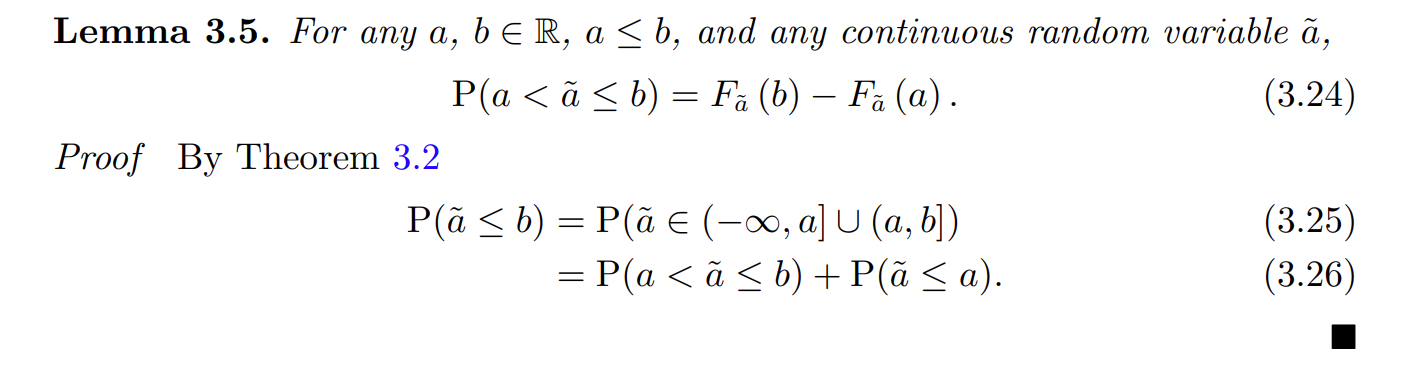 Lemma 3.5. For any a, b ∈ ℝ, a ≤ b, and any continuous random variable ã,
P(a < ã ≤ b) = F_ã (b) − F_ã (a) . (3.24)
Proof By Theorem 3.2
P(ã ≤ b) = P(ã ∈ (−∞, a] ∪ (a, b]) (3.25)
= P(a < ã ≤ b) + P(ã ≤ a). (3.26)
■